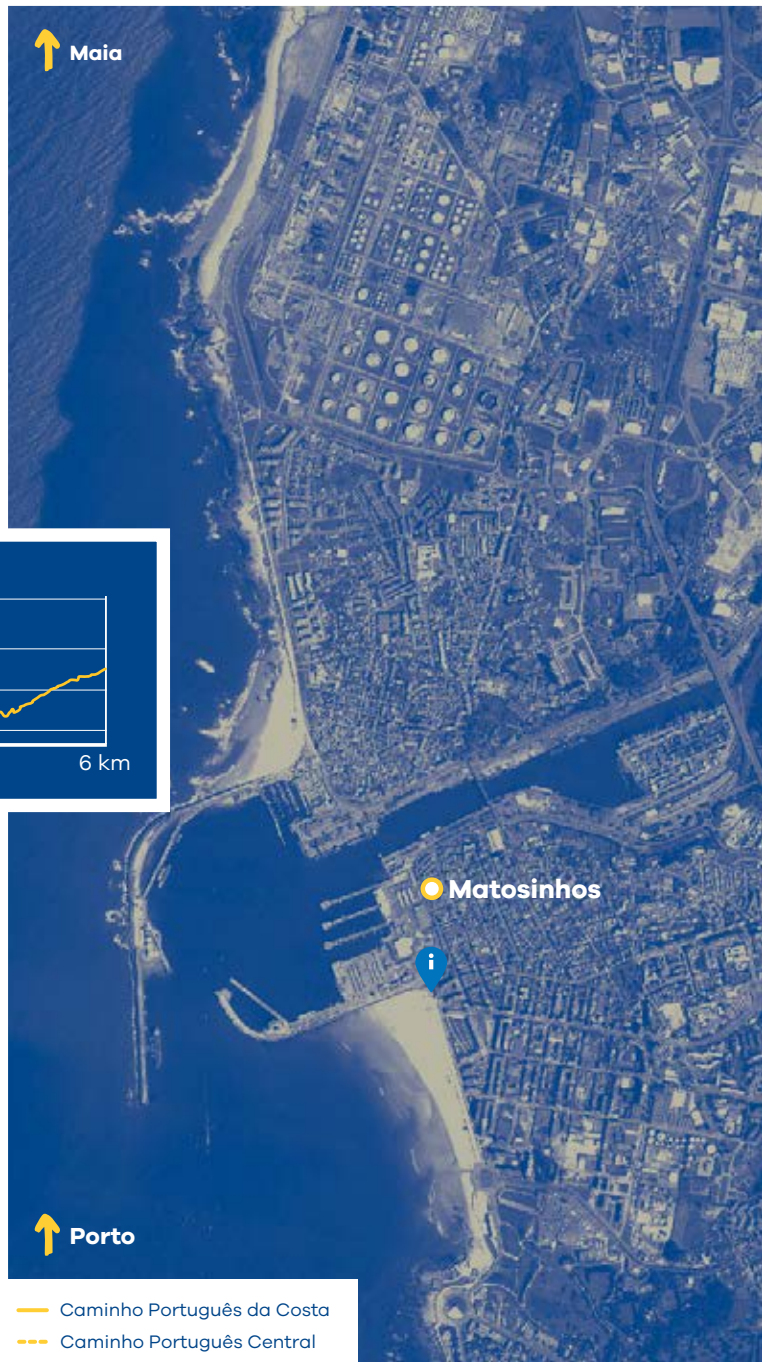 Maia
6 km
Matosinhos
i
Porto
Caminho Português da Costa
Caminho Português Central